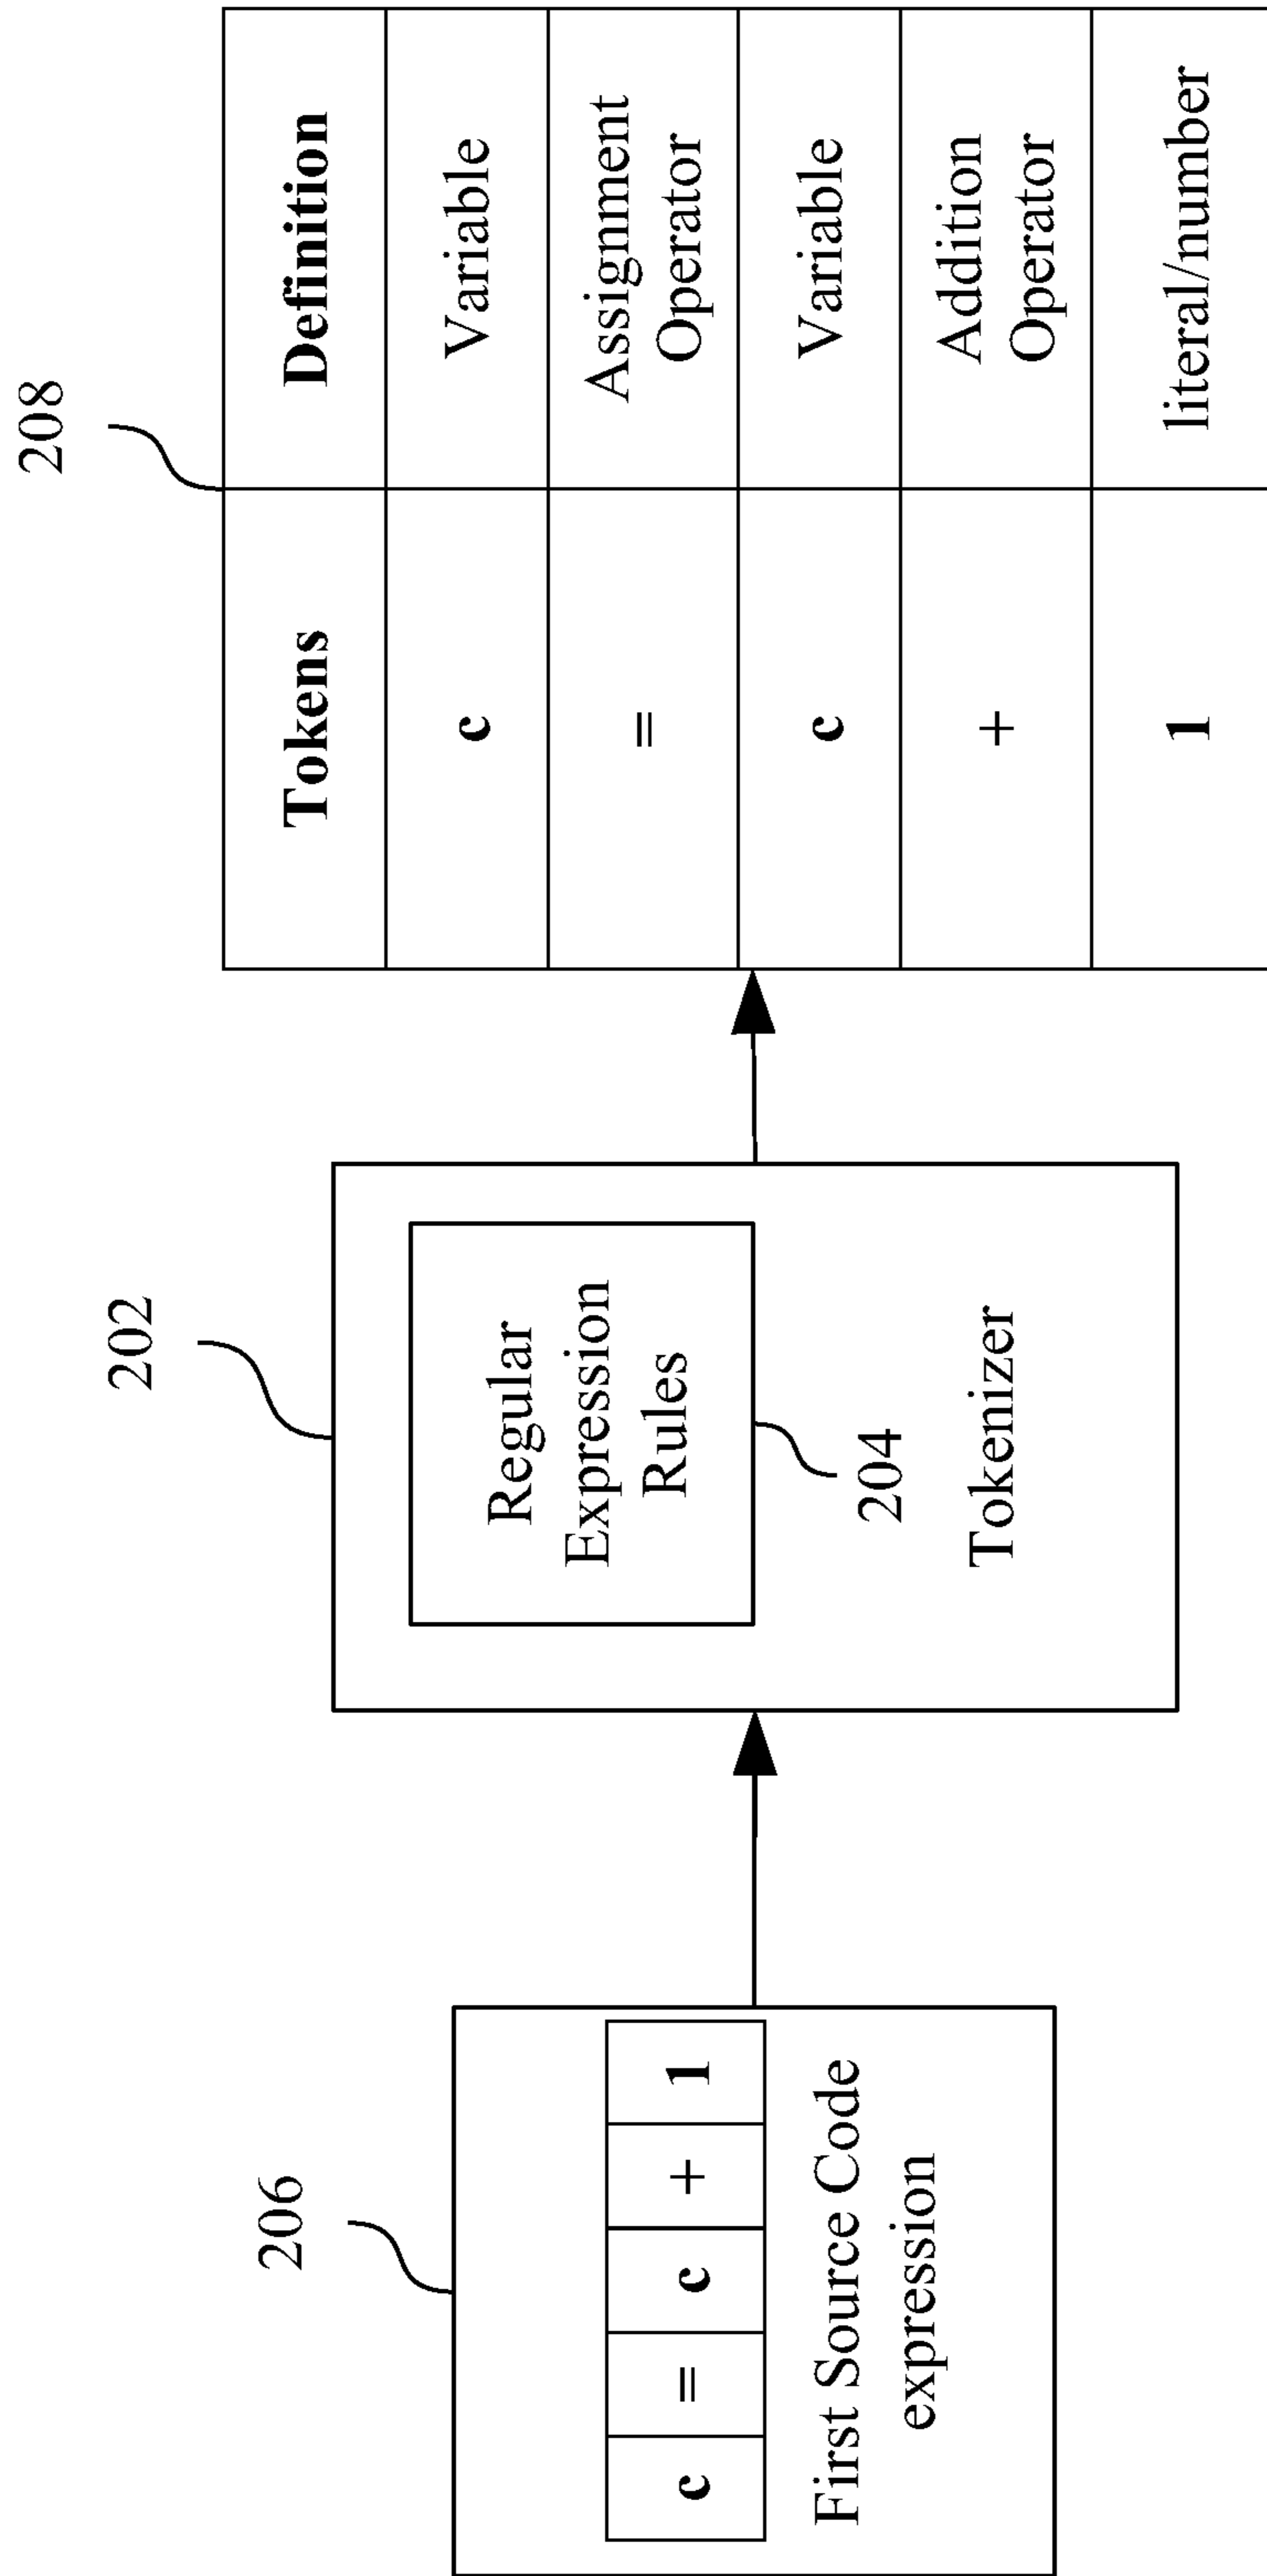 206
c = c + 1
First Source Code
expression
202
Regular
Expression
Rules
204
Tokenizer
208
Tokens Definition
c Variable
= Assignment
Operator
c Variable
+ Addition
Operator
1 literal/number